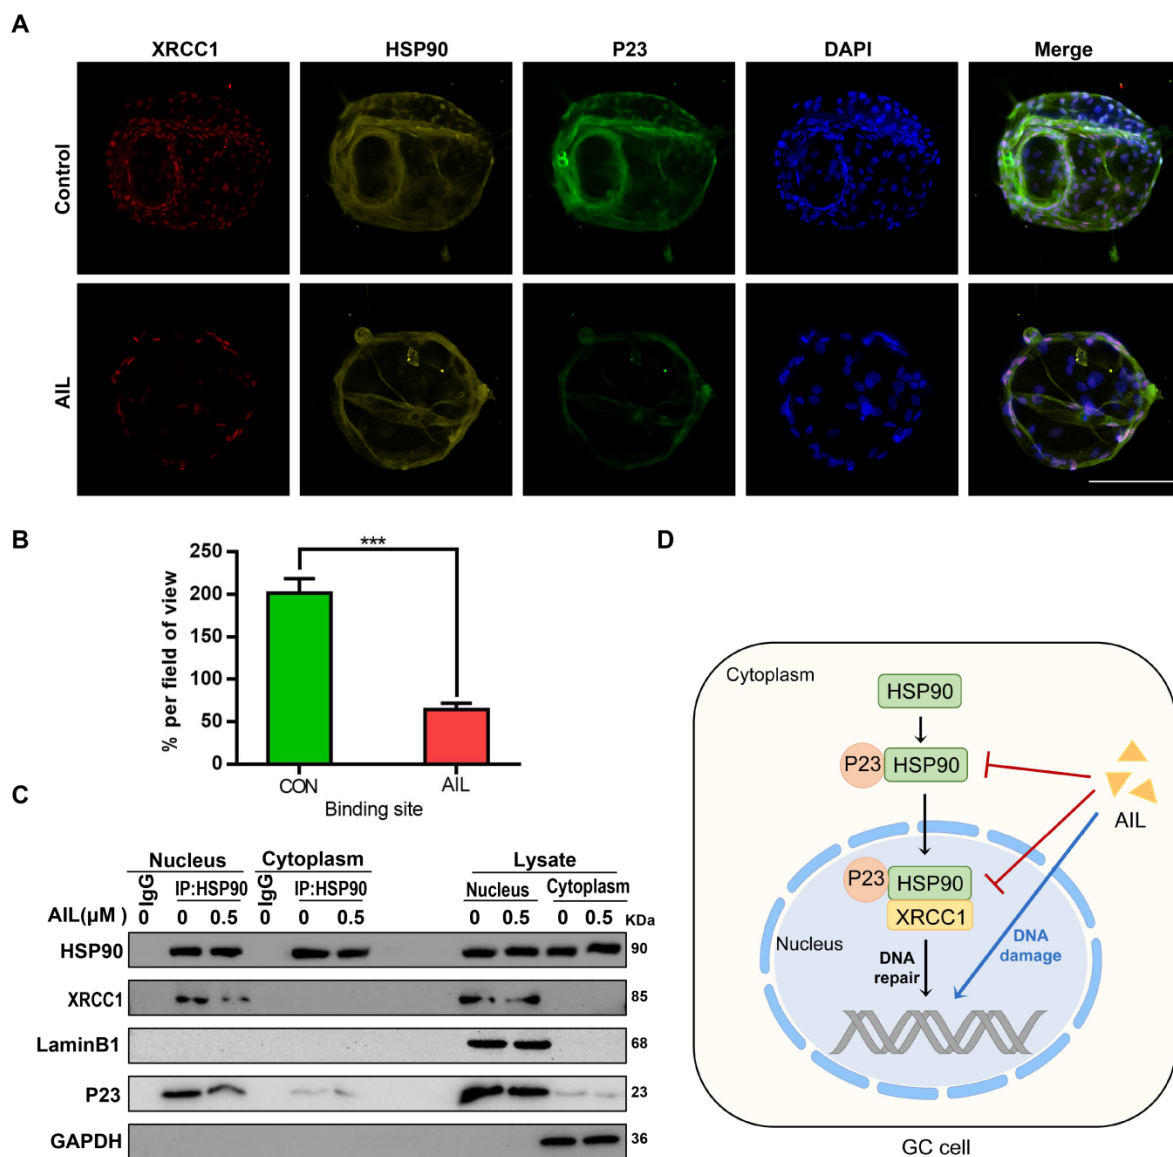 A
XRCC1 HSP90 P23 DAPI Merge
Control
AIL
B
***
250
200
150
100
50
0
% per field of view
CON AIL
Binding site
C
Nucleus Cytoplasm Lysate
IgG IP:HSP90 IgG IP:HSP90 Nucleus Cytoplasm
AIL(μM ) 0 0 0.5 0 0 0.5 0 0.5 0 0.5 KDa
HSP90 90
XRCC1 85
LaminB1 68
P23 23
GAPDH 36
D
Cytoplasm
HSP90
P23 HSP90
AIL
P23 HSP90
XRCC1
Nucleus
DNA
repair
DNA
damage
GC cell